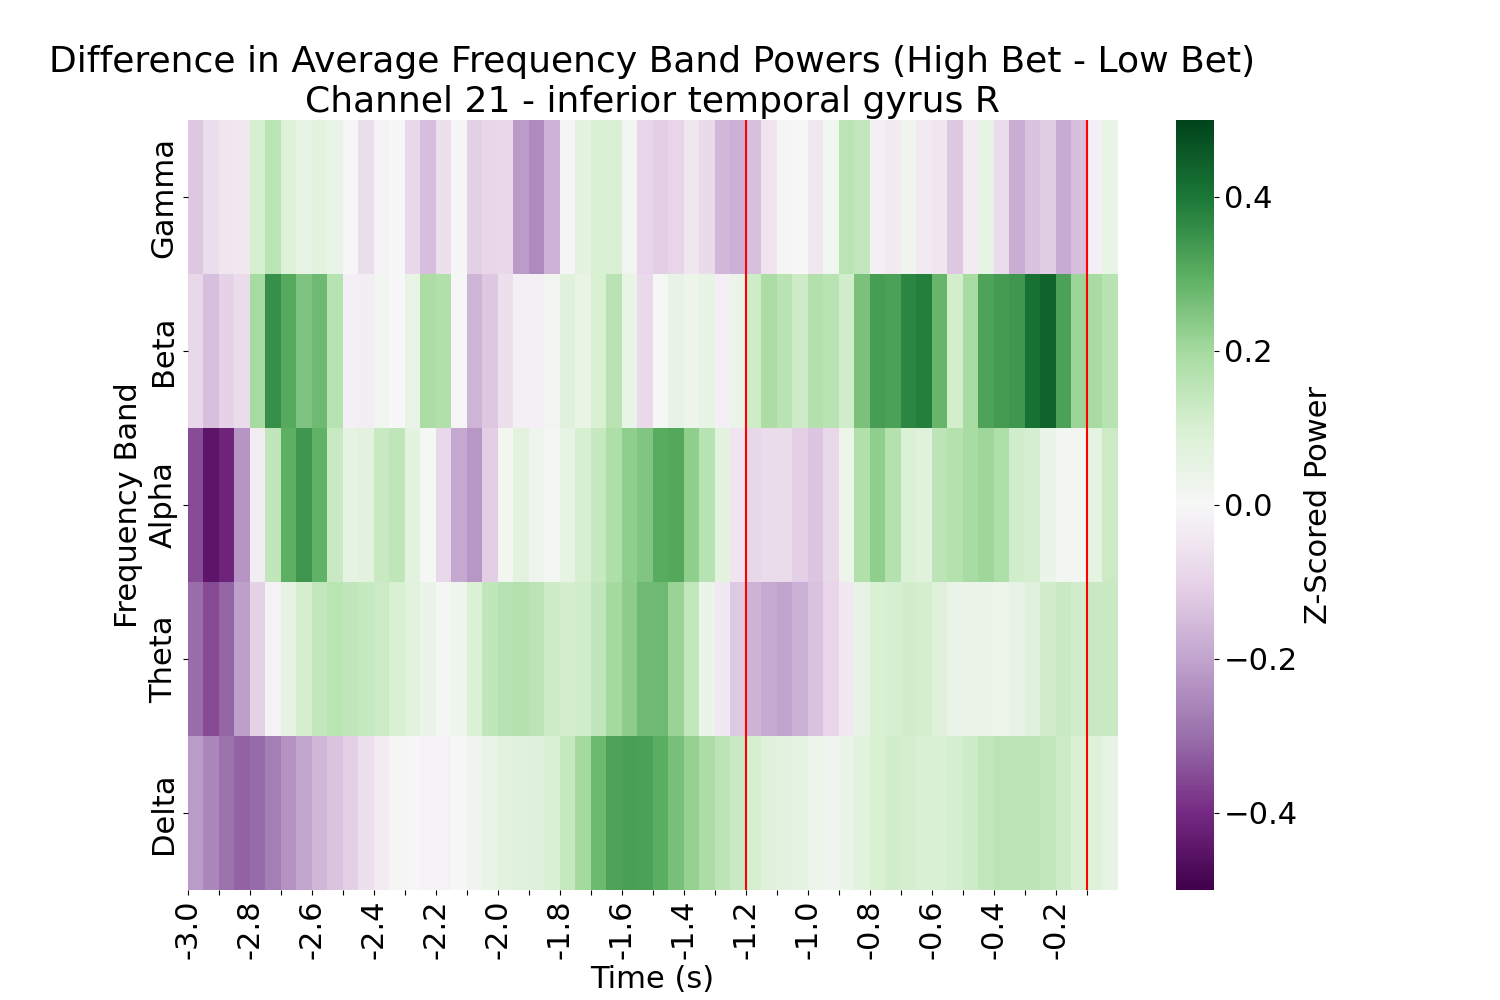 Difference in Average Frequency Band Powers (High Bet - Low Bet)
Channel 21 - inferior temporal gyrus R
Frequency Band
Gamma
Beta
Alpha
Theta
Delta
-3.0
-2.8
-2.6
-2.4
-2.2
-2.0
-1.8
-1.6
-1.4
-1.2
-1.0
-0.8
-0.6
-0.4
-0.2
Time (s)
0.4
0.2
0.0
−0.2
−0.4
Z-Scored Power